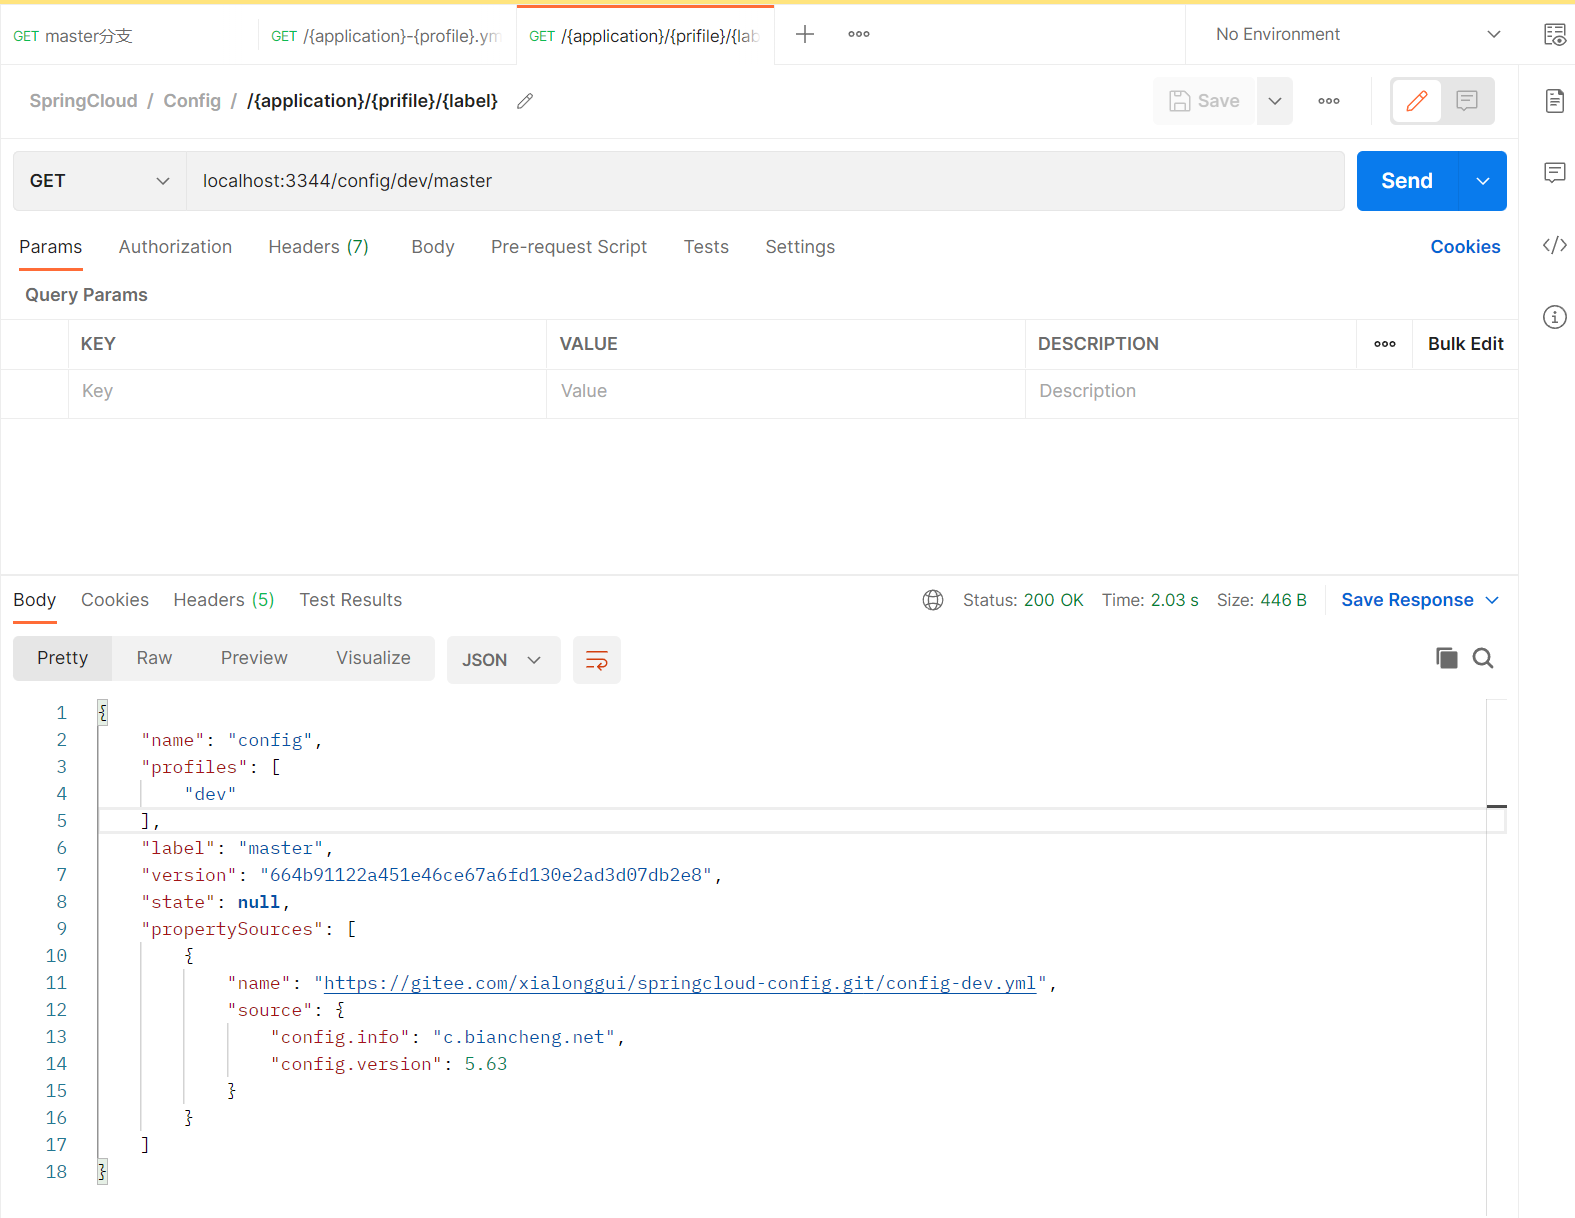 GET master分支
GET /{application}-{profile}.ym
GET /{application}/{prifile}/{lab
No Environment
SpringCloud / Config / /{application}/{prifile}/{label}
Save
GET localhost:3344/config/dev/master
Send
Params Authorization Headers (7) Body Pre-request Script Tests Settings Cookies
Query Params
KEY VALUE DESCRIPTION Bulk Edit
Key Value Description
Body Cookies Headers (5) Test Results Status: 200 OK Time: 2.03 s Size: 446 B Save Response
Pretty Raw Preview Visualize JSON
1 {
2 "name": "config",
3 "profiles": [
4 "dev"
5 ],
6 "label": "master",
7 "version": "664b91122a451e46ce67a6fd130e2ad3d07db2e8",
8 "state": null,
9 "propertySources": [
10 {
11 "name": "https://gitee.com/xialonggui/springcloud-config.git/config-dev.yml",
12 "source": {
13 "config.info": "c.biancheng.net",
14 "config.version": 5.63
15 }
16 }
17 ]
18 }